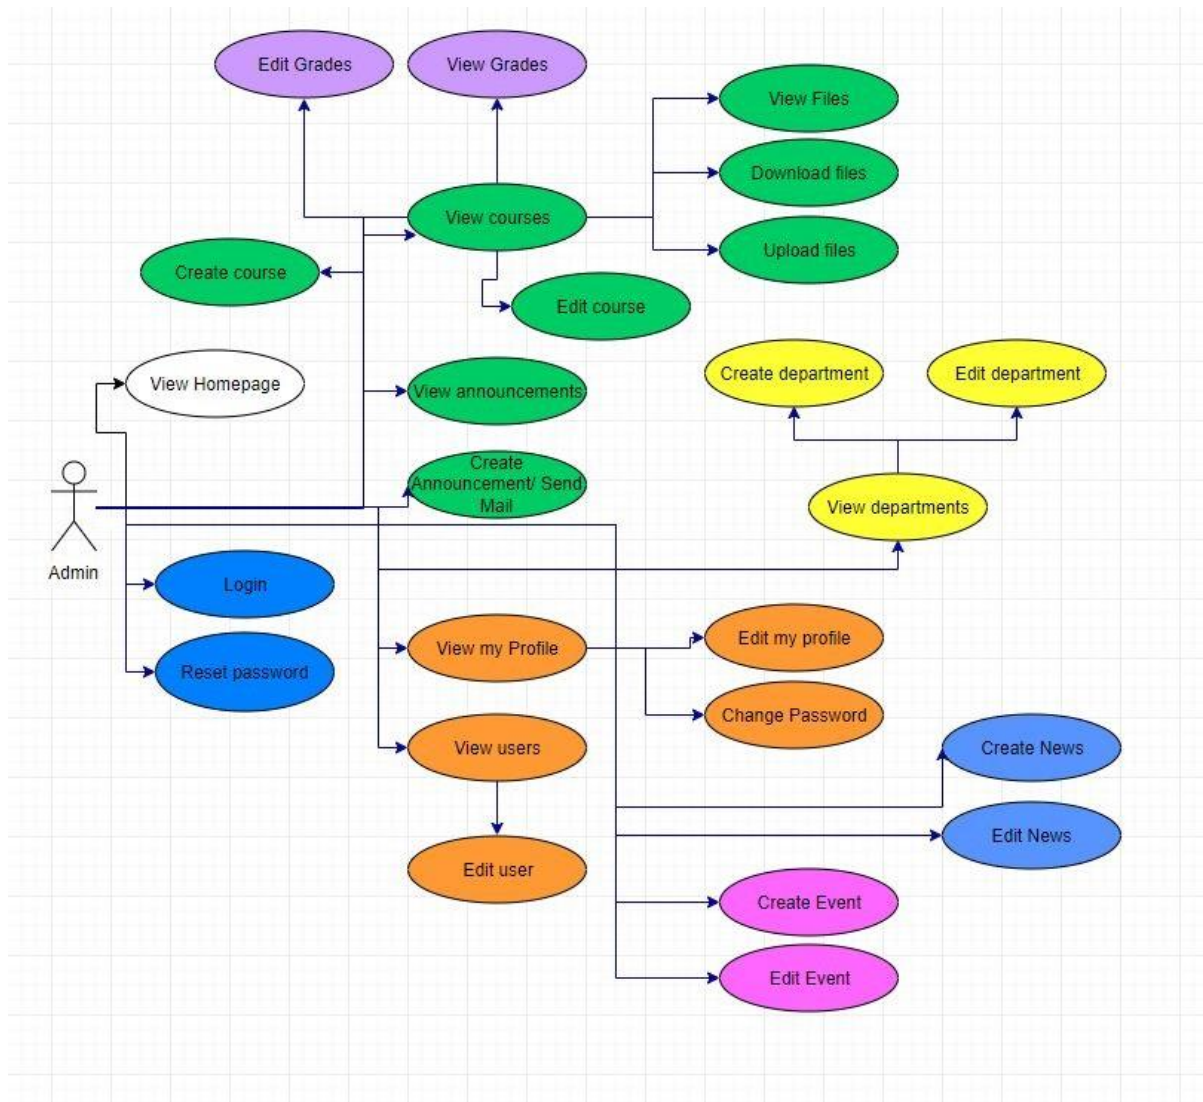 Edit Grades
View Grades
View Files
Download files
View courses
Upload files
Create course
Edit course
View Homepage
View announcements
Create department
Edit department
Create
Announcement/ Send
Mail
View departments
Admin
Login
Reset password
View my Profile
Edit my profile
Change Password
View users
Create News
Edit News
Edit user
Create Event
Edit Event